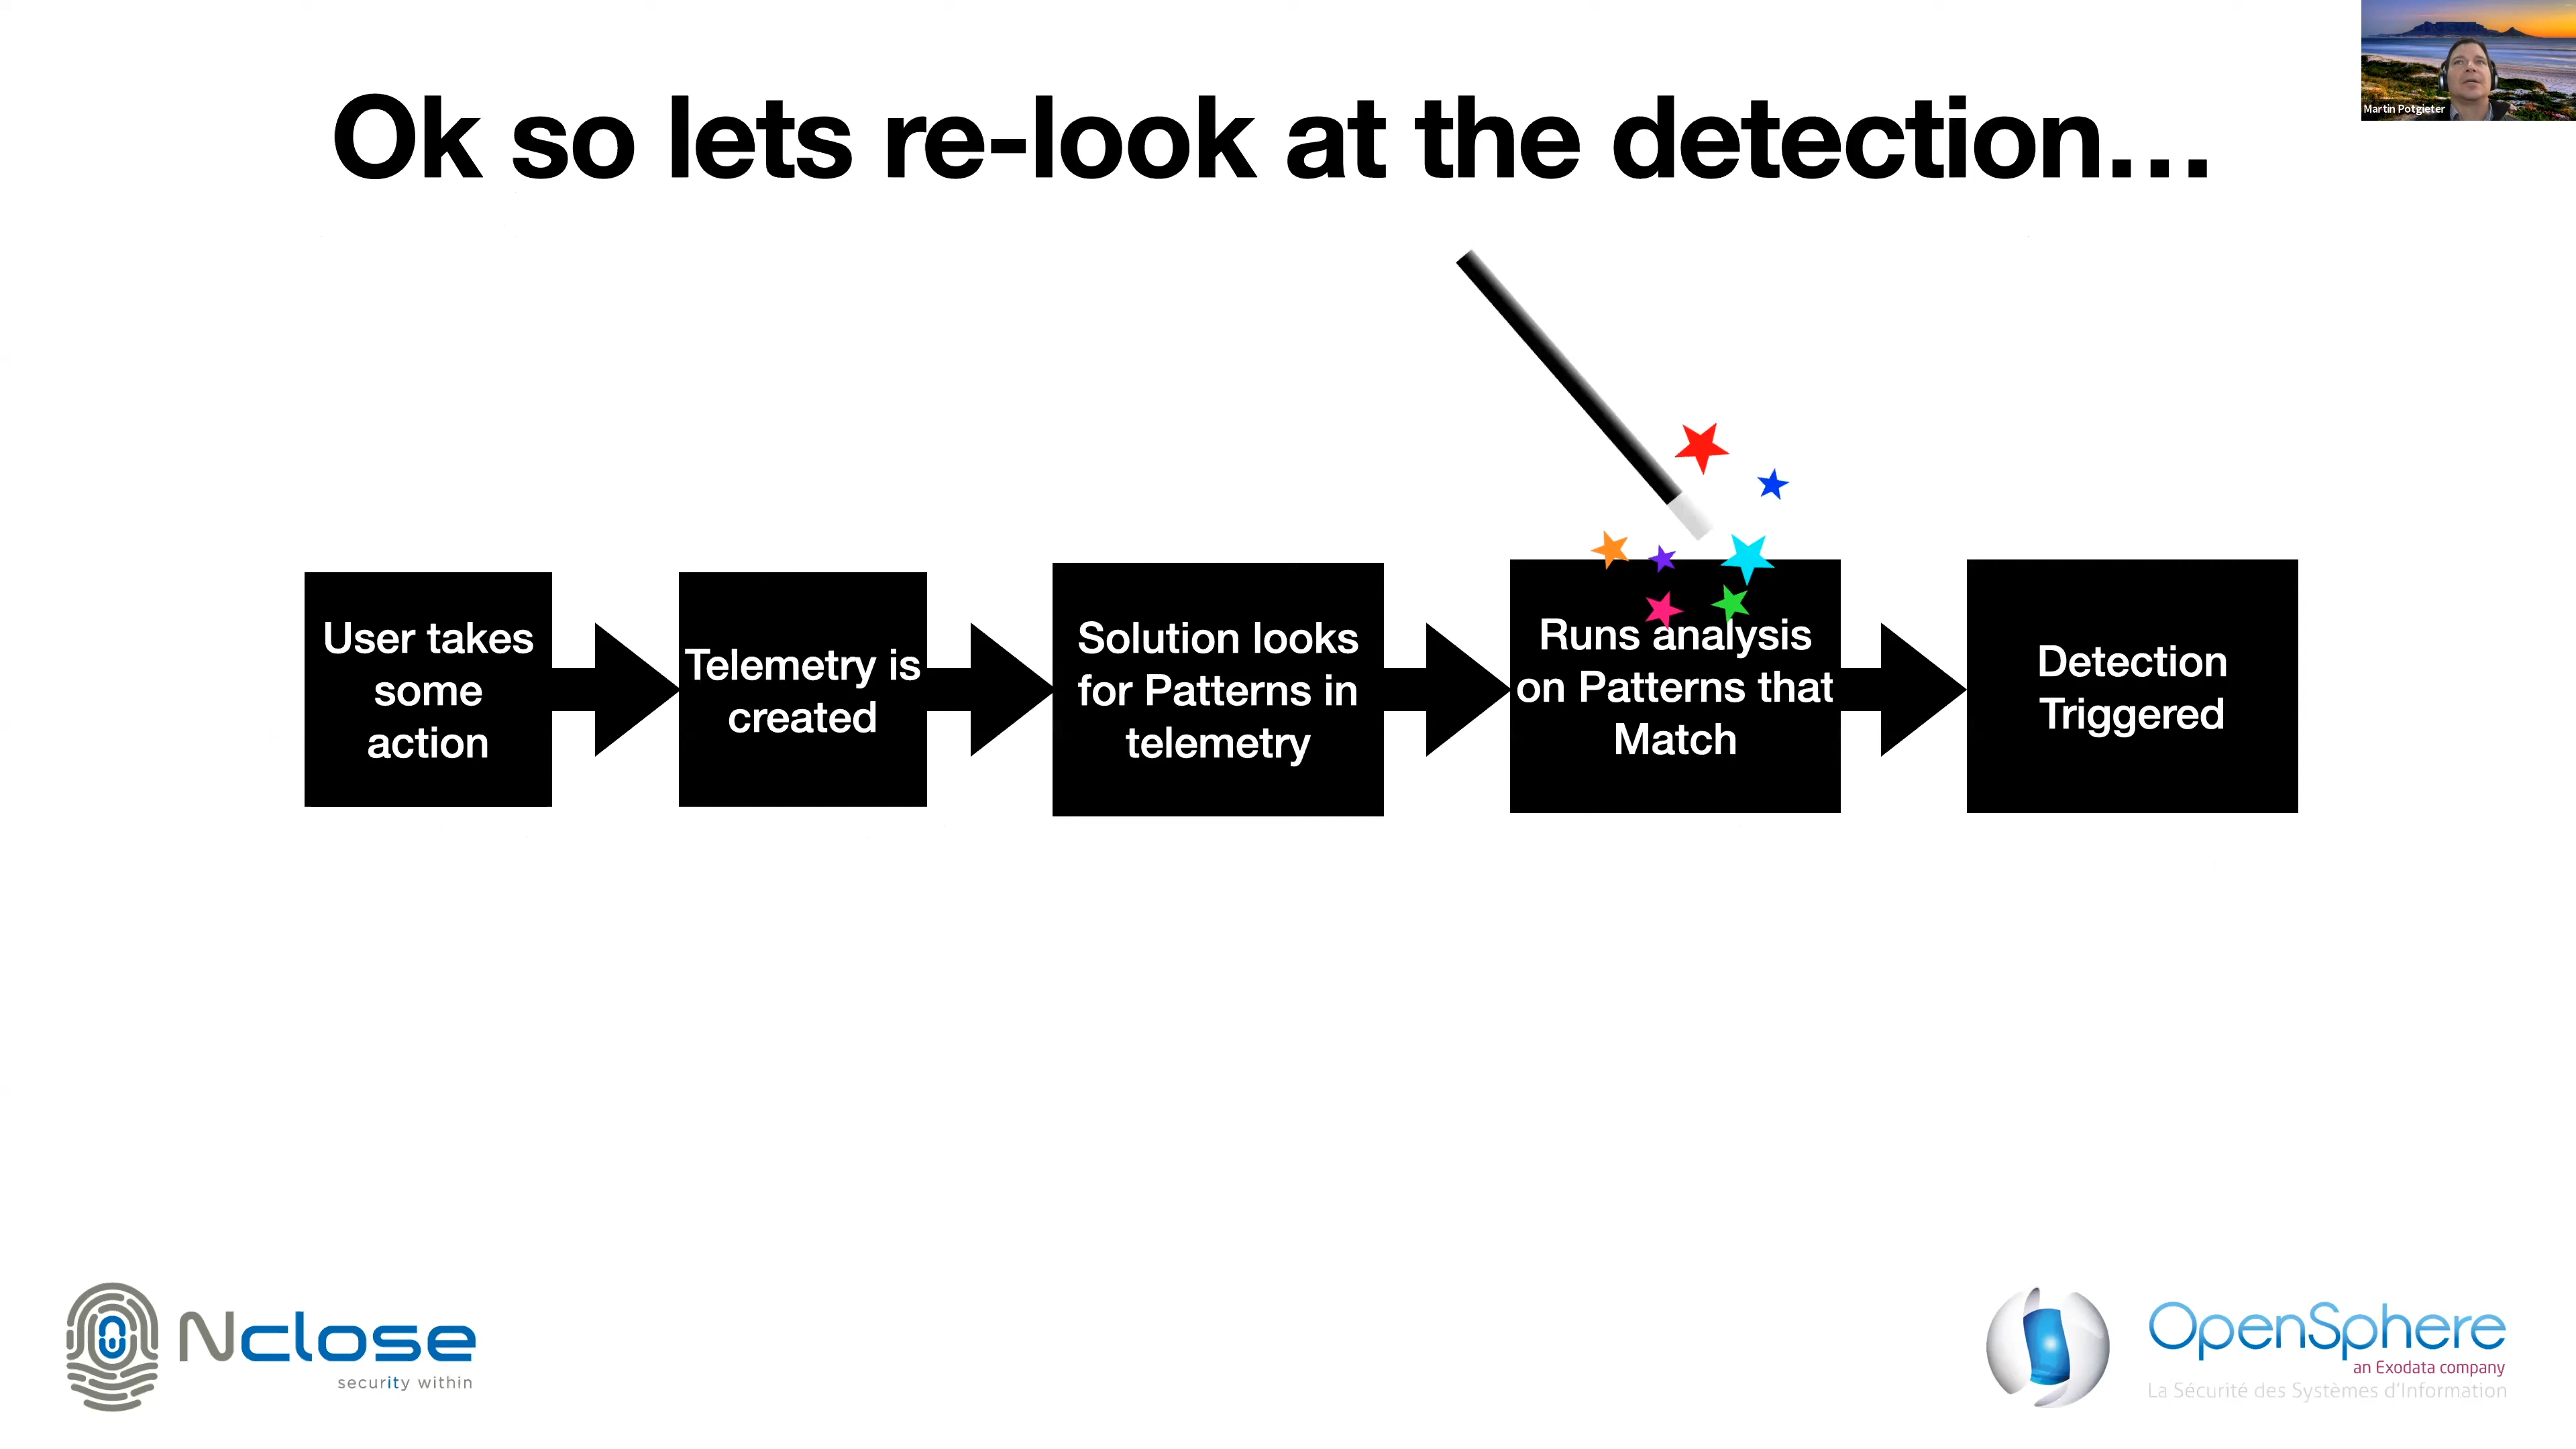 Martin Potgieter
Ok so lets re-look at the detection...
User takes
some
action
Telemetry is
created
Solution looks
for Patterns in
telemetry
Runs analysis
on Patterns that
Match
Detection
Triggered
Nclose
security within
OpenSphere
an Exodata company
La Sécurité des Systèmes d'Information